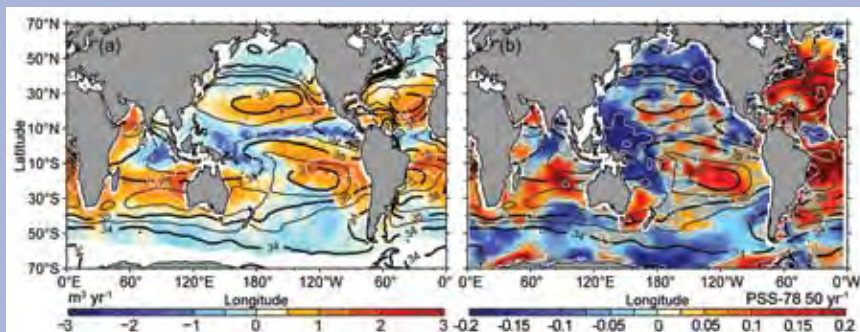 70°N
50°N
30°N
10°N
10°S
30°S
50°S
70°S
Latitude
(a)
(b)
0°E 60°E 120°E 180° 120°W 60°W 0°
0°E 60°E 120°E 180° 120°W 60°W 0°
m³ yr⁻¹ Longitude
Longitude PSS-78 50 yr⁻¹
−3 −2 −1 0 1 2 3
-0.2 -0.15 -0.1 -0.05 0 0.05 0.1 0.15 0.2